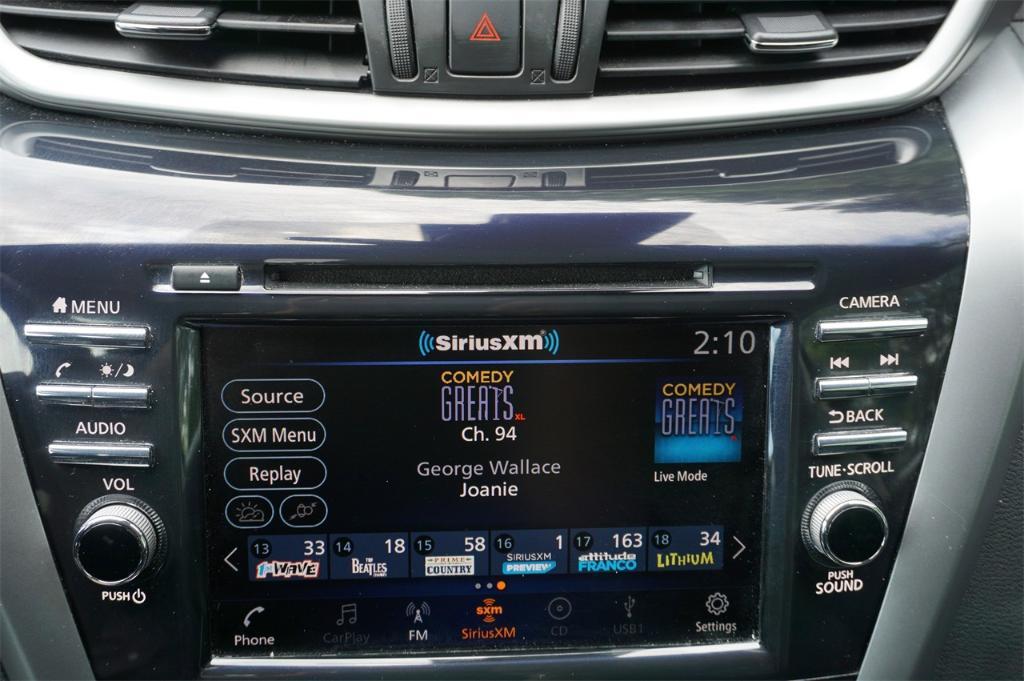 MENU
CAMERA
AUDIO
BACK
VOL
TUNE·SCROLL
PUSH
PUSH
SOUND
SiriusXM
2:10
Source
SXM Menu
Replay
COMEDY
GREATS XL
Ch. 94
George Wallace
Joanie
COMEDY
GREATS
Live Mode
13 33
1st WAVE
14 18
THE BEATLES CHANNEL
15 58
PRIME COUNTRY
16 1
SIRIUSXM PREVIEW
17 163
attitude FRANCO
18 34
LITHIUM
Phone
CarPlay
FM
sxm
SiriusXM
CD
USB1
Settings